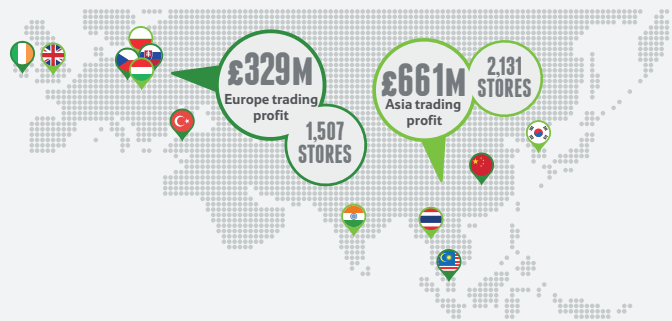 £329M
Europe trading
profit
1,507
STORES
£661M
Asia trading
profit
2,131
STORES